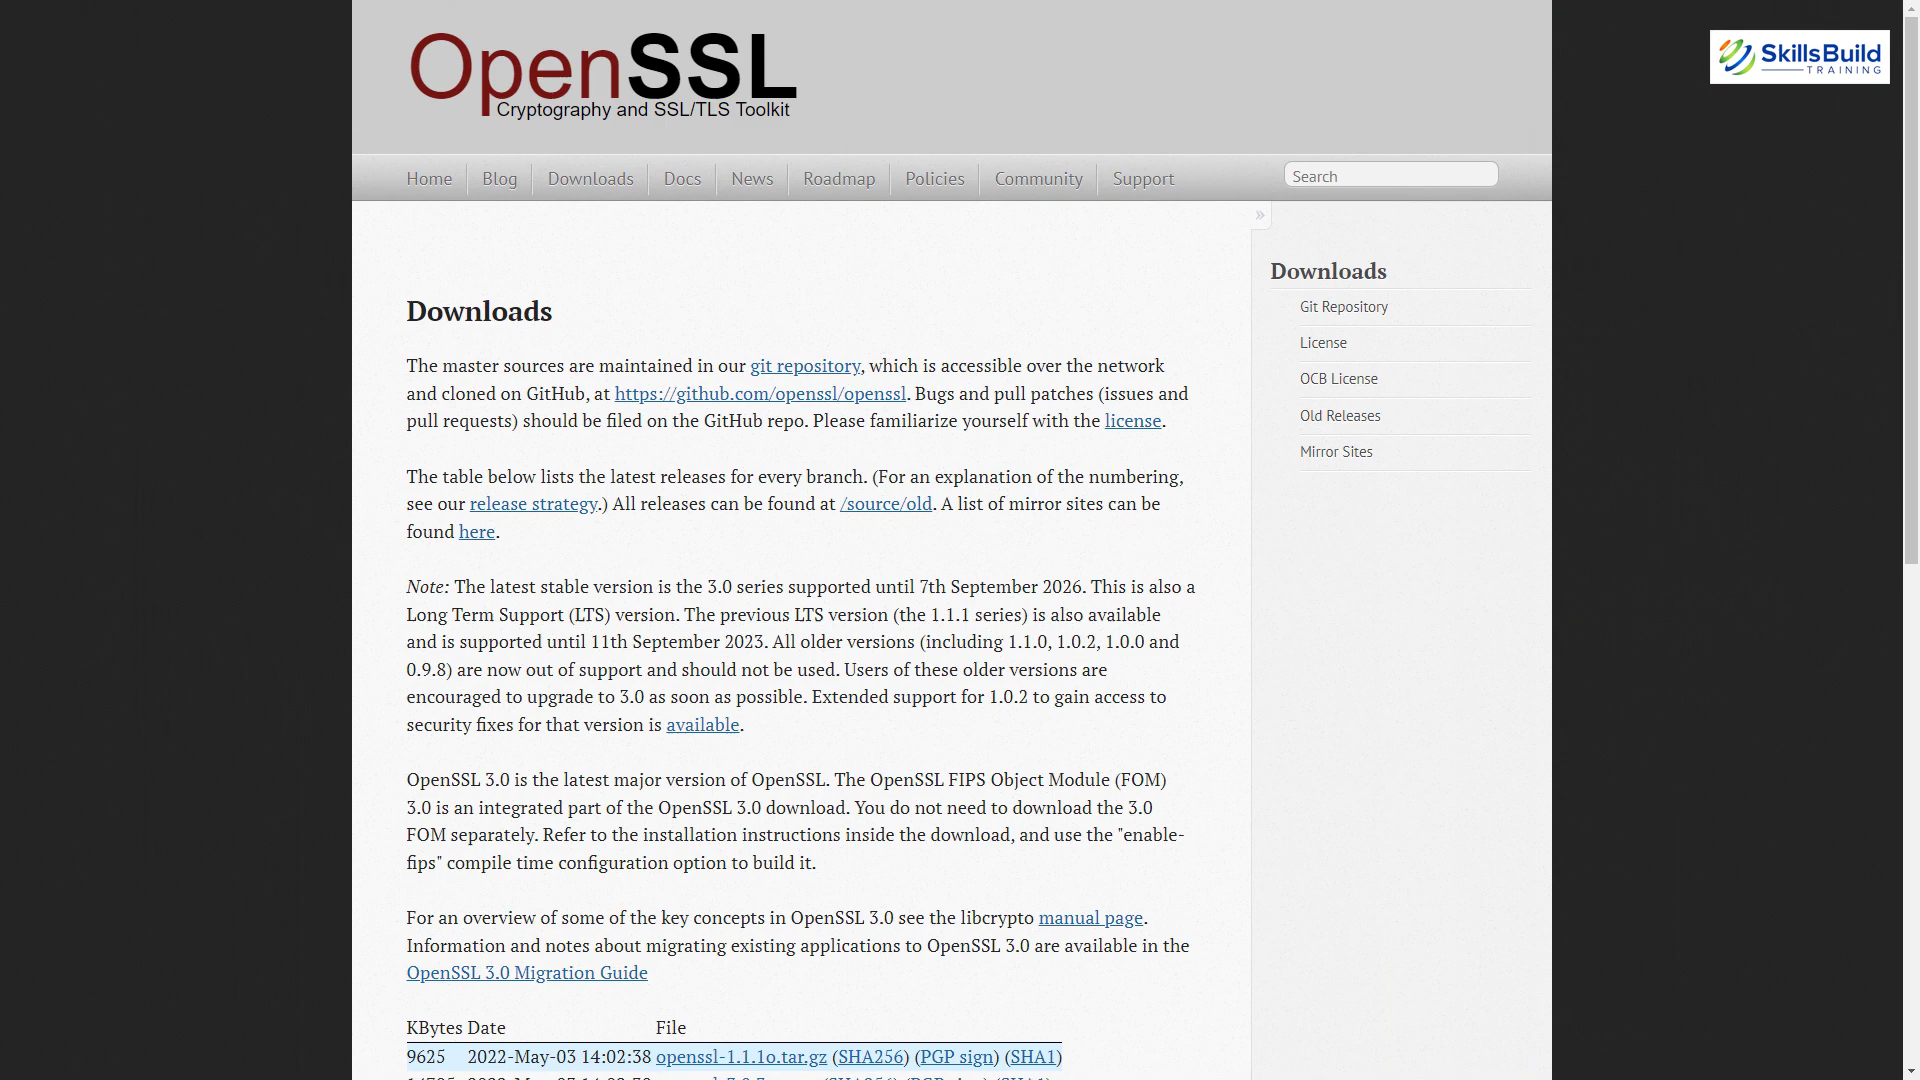 OpenSSL
Cryptography and SSL/TLS Toolkit
SkillsBuild
TRAINING
Home Blog Downloads Docs News Roadmap Policies Community Support
Search
»
Downloads
Git Repository
License
OCB License
Old Releases
Mirror Sites
Downloads
The master sources are maintained in our git repository, which is accessible over the network
and cloned on GitHub, at https://github.com/openssl/openssl. Bugs and pull patches (issues and
pull requests) should be filed on the GitHub repo. Please familiarize yourself with the license.
The table below lists the latest releases for every branch. (For an explanation of the numbering,
see our release strategy.) All releases can be found at /source/old. A list of mirror sites can be
found here.
Note: The latest stable version is the 3.0 series supported until 7th September 2026. This is also a
Long Term Support (LTS) version. The previous LTS version (the 1.1.1 series) is also available
and is supported until 11th September 2023. All older versions (including 1.1.0, 1.0.2, 1.0.0 and
0.9.8) are now out of support and should not be used. Users of these older versions are
encouraged to upgrade to 3.0 as soon as possible. Extended support for 1.0.2 to gain access to
security fixes for that version is available.
OpenSSL 3.0 is the latest major version of OpenSSL. The OpenSSL FIPS Object Module (FOM)
3.0 is an integrated part of the OpenSSL 3.0 download. You do not need to download the 3.0
FOM separately. Refer to the installation instructions inside the download, and use the "enable-
fips" compile time configuration option to build it.
For an overview of some of the key concepts in OpenSSL 3.0 see the libcrypto manual page.
Information and notes about migrating existing applications to OpenSSL 3.0 are available in the
OpenSSL 3.0 Migration Guide
KBytes Date File
9625 2022-May-03 14:02:38 openssl-1.1.1o.tar.gz (SHA256) (PGP sign) (SHA1)